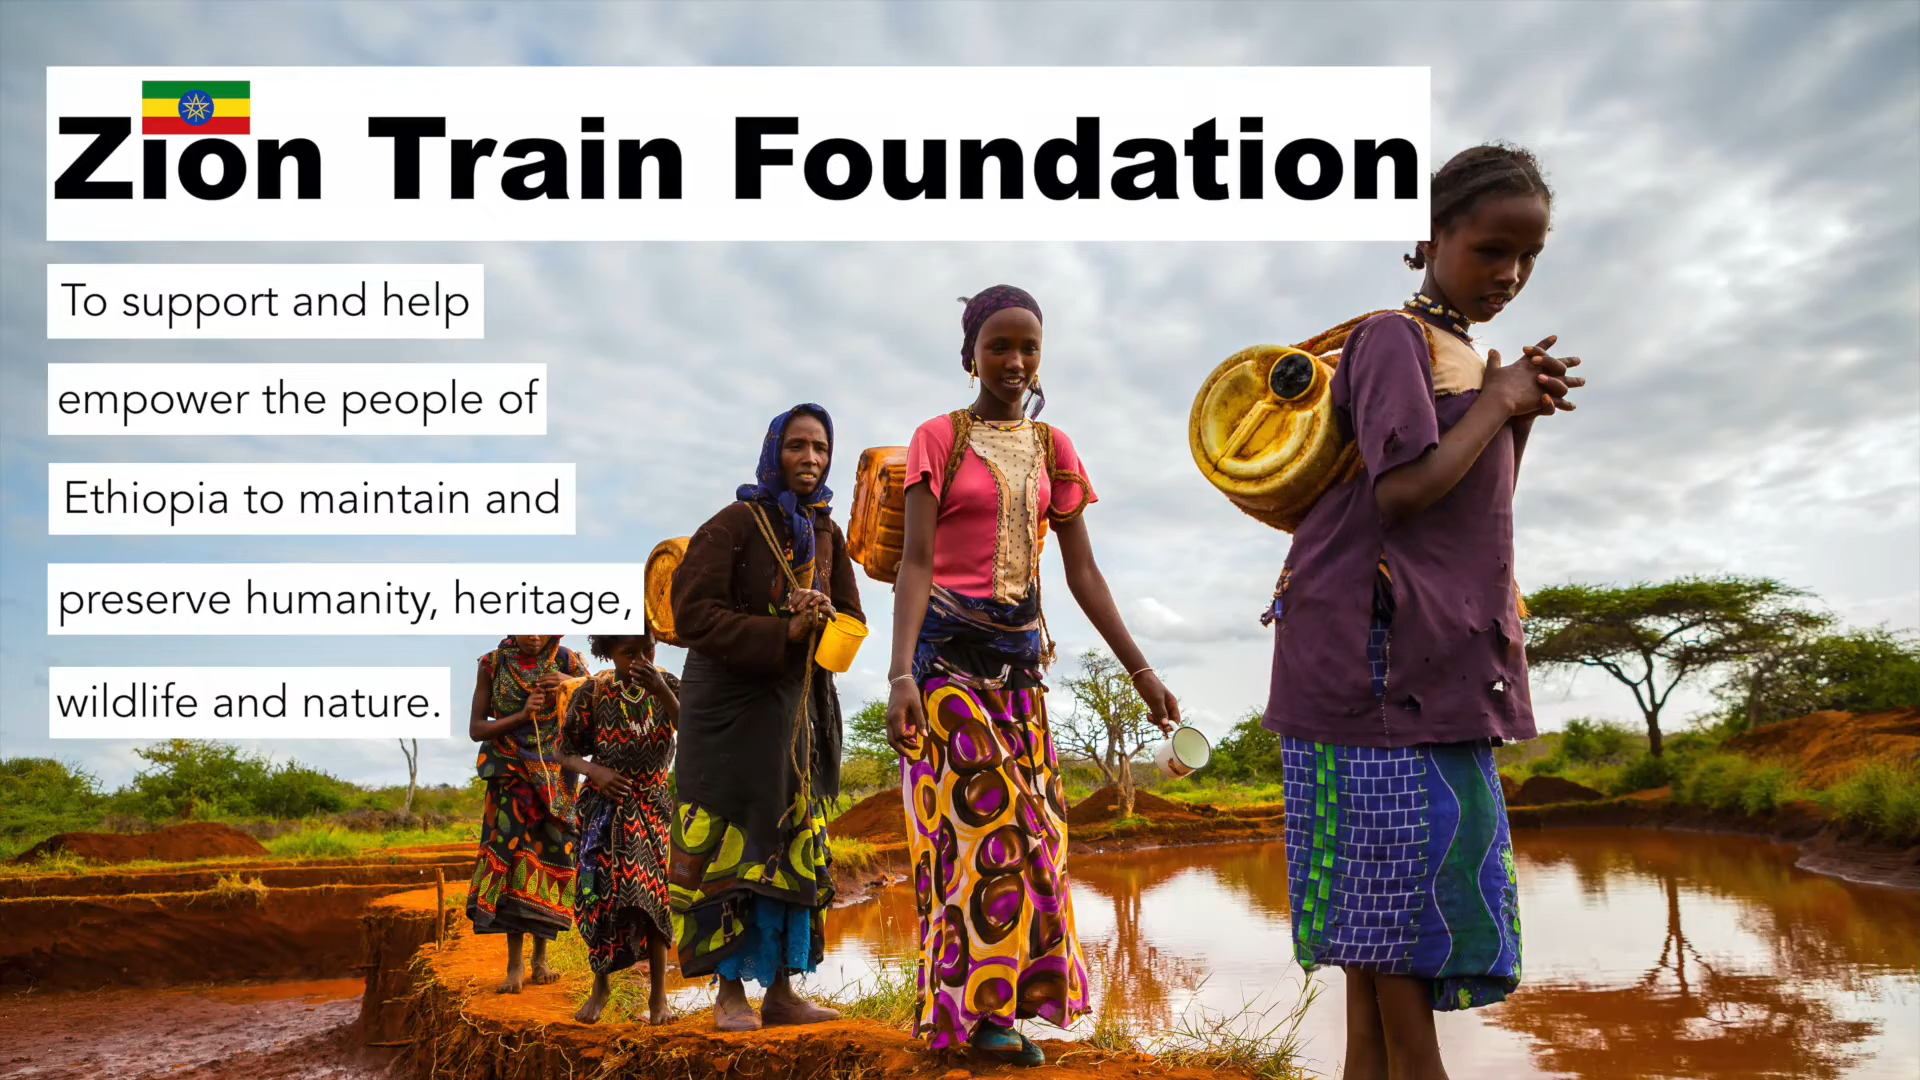 Zion Train Foundation
To support and help
empower the people of
Ethiopia to maintain and
preserve humanity, heritage,
wildlife and nature.